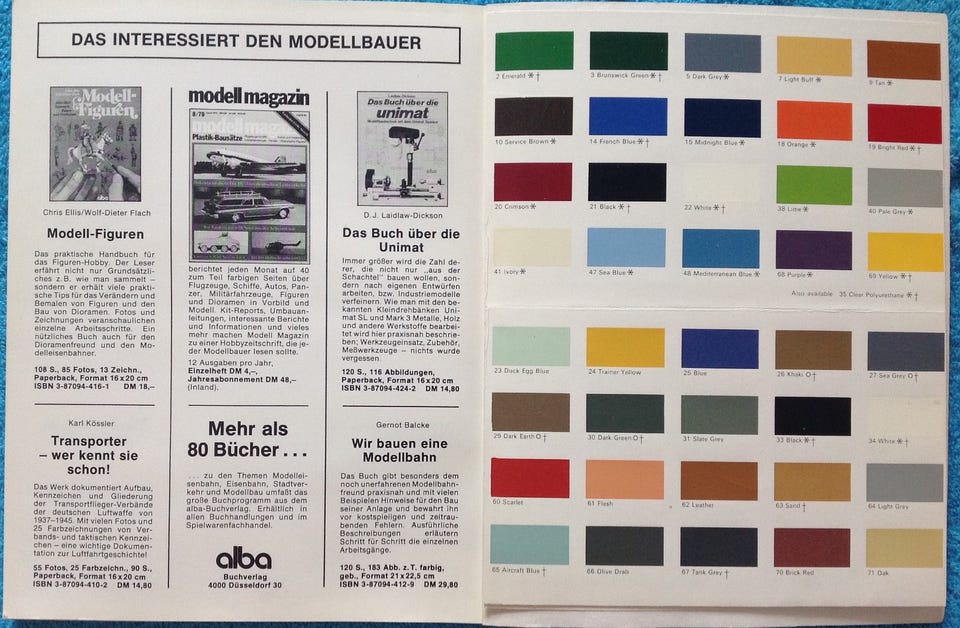 DAS INTERESSIERT DEN MODELLBAUER
Modell-
Figuren
alba
Chris Ellis/Wolf-Dieter Flach
Modell-Figuren
Das praktische Handbuch für
das Figuren-Hobby. Der Leser
erfährt nicht nur Grundsätzli-
ches z.B. wie man sammelt –
sondern er erhält viele prakti-
sche Tips für das Verändern und
Bemalen von Figuren und den
Bau von Dioramen. Fotos und
Zeichnungen veranschaulichen
einzelne Arbeitsschritte. Ein
nützliches Buch auch für den
Dioramenfreund und den Mo-
delleisenbahner.
108 S., 85 Fotos, 13 Zeichn.,
Paperback, Format 16x20 cm
ISBN 3-87094-416-1 DM 18,–
Karl Kössler
Transporter
– wer kennt sie
schon!
Das Werk dokumentiert Aufbau,
Kennzeichen und Gliederung
der Transportflieger-Verbände
der deutschen Luftwaffe von
1937–1945. Mit vielen Fotos und
25 Farbzeichnungen von Ver-
bands- und taktischen Kennzei-
chen – eine wichtige Dokumen-
tation zur Luftfahrtgeschichte!
55 Fotos, 25 Farbzeichn., 90 S.,
Paperback, Format 16x20 cm
ISBN 3-87094-410-2 DM 14,80
modell magazin
8/79
modell magazin
Plastik-Bausätze
berichtet jeden Monat auf 40
zum Teil farbigen Seiten über
Flugzeuge, Schiffe, Autos, Pan-
zer, Militärfahrzeuge, Figuren
und Dioramen in Vorbild und
Modell. Kit-Reports, Umbauan-
leitungen, interessante Berichte
und Informationen und vieles
mehr machen Modell Magazin
zu einer Hobbyzeitschrift, die je-
der Modellbauer lesen sollte.
12 Ausgaben pro Jahr,
Einzelheft DM 4,–,
Jahresabonnement DM 48,–
(Inland).
Mehr als
80 Bücher . . .
. . . zu den Themen Modellei-
senbahn, Eisenbahn, Stadtver-
kehr und Modellbau umfaßt das
große Buchprogramm aus dem
alba-Buchverlag. Erhältlich in
allen Buchhandlungen und im
Spielwarenfachhandel.
alba
Buchverlag
4000 Düsseldorf 30
Laidlaw-Dickson
Das Buch über die
unimat
alba
D.J. Laidlaw-Dickson
Das Buch über die
Unimat
Immer größer wird die Zahl de-
rer, die nicht nur „aus der
Schachtel" bauen wollen, son-
dern nach eigenen Entwürfen
arbeiten, bzw. Industriemodelle
verfeinern. Wie man mit den be-
kannten Kleindrehbänken Uni-
mat SL und Mark 3 Metalle, Holz
und andere Werkstoffe bearbei-
tet wird hier praxisnah beschrie-
ben; Werkzeugeinsatz, Zubehör,
Meßwerkzeuge – nichts wurde
vergessen.
120 S., 116 Abbildungen,
Paperback, Format 16x20 cm
ISBN 3-87094-424-2 DM 14,80
Gernot Balcke
Wir bauen eine
Modellbahn
Das Buch gibt besonders dem
noch unerfahrenen Modellbahn-
freund praxisnah und mit vielen
Beispielen Hinweise für den Bau
seiner Anlage und bewahrt ihn
vor kostspieligen und zeitrau-
benden Fehlern. Ausführliche
Beschreibungen erläutern
Schritt für Schritt die einzelnen
Arbeitsgänge.
120 S., 183 Abb. z.T. farbig,
geb., Format 21x22,5 cm
ISBN 3-87094-412-9 DM 29,80
2 Emerald * †
3 Brunswick Green * †
5 Dark Grey *
7 Light Buff *
9 Tan *
10 Service Brown *
14 French Blue * †
15 Midnight Blue *
18 Orange *
19 Bright Red * †
20 Crimson *
21 Black * †
22 White * †
38 Lime *
40 Pale Grey *
41 Ivory *
47 Sea Blue *
48 Mediterranean Blue *
68 Purple *
69 Yellow * †
Also available 35 Clear Polyurethane * †
23 Duck Egg Blue
24 Trainer Yellow
25 Blue
26 Khaki O †
27 Sea Grey O †
29 Dark Earth O †
30 Dark Green O †
31 Slate Grey
33 Black * †
34 White * †
60 Scarlet
61 Flesh
62 Leather
63 Sand †
64 Light Grey
65 Aircraft Blue †
66 Olive Drab
67 Tank Grey †
70 Brick Red
71 Oak